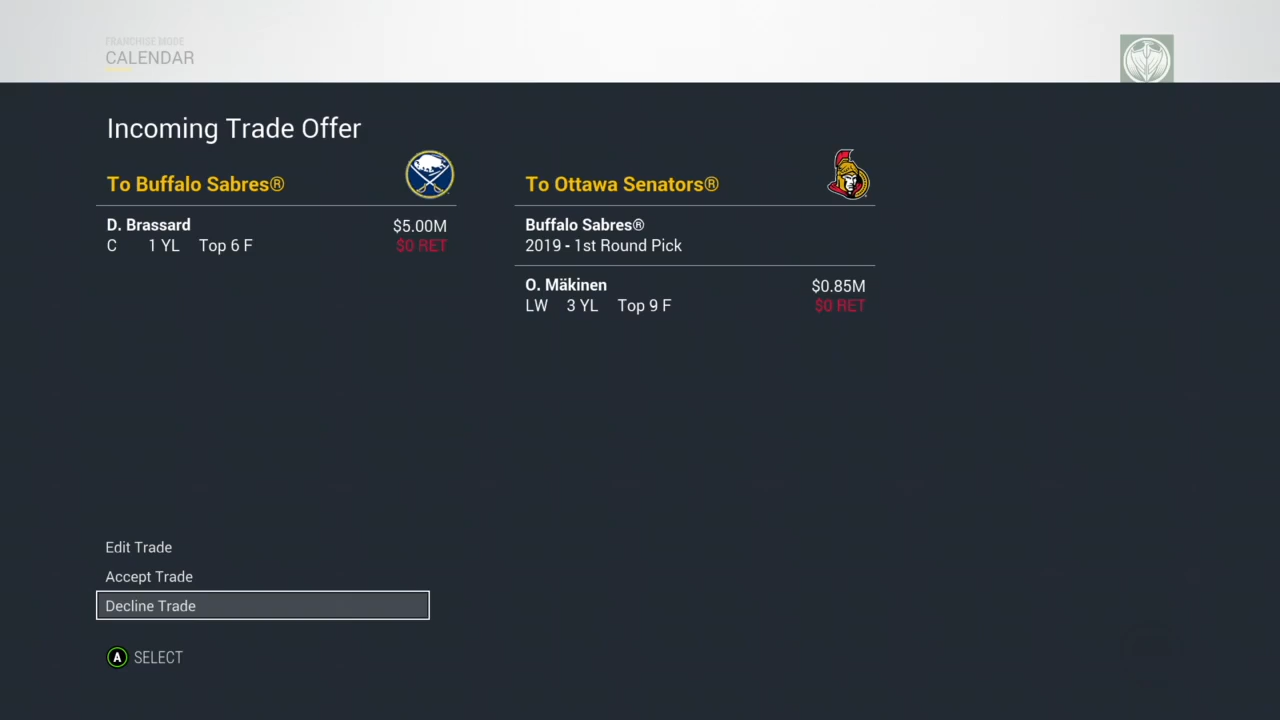 FRANCHISE MODE
CALENDAR
Incoming Trade Offer
To Buffalo Sabres®
D. Brassard $5.00M
C 1 YL Top 6 F $0 RET
To Ottawa Senators®
Buffalo Sabres®
2019 - 1st Round Pick
O. Mäkinen $0.85M
LW 3 YL Top 9 F $0 RET
Edit Trade
Accept Trade
Decline Trade
A SELECT